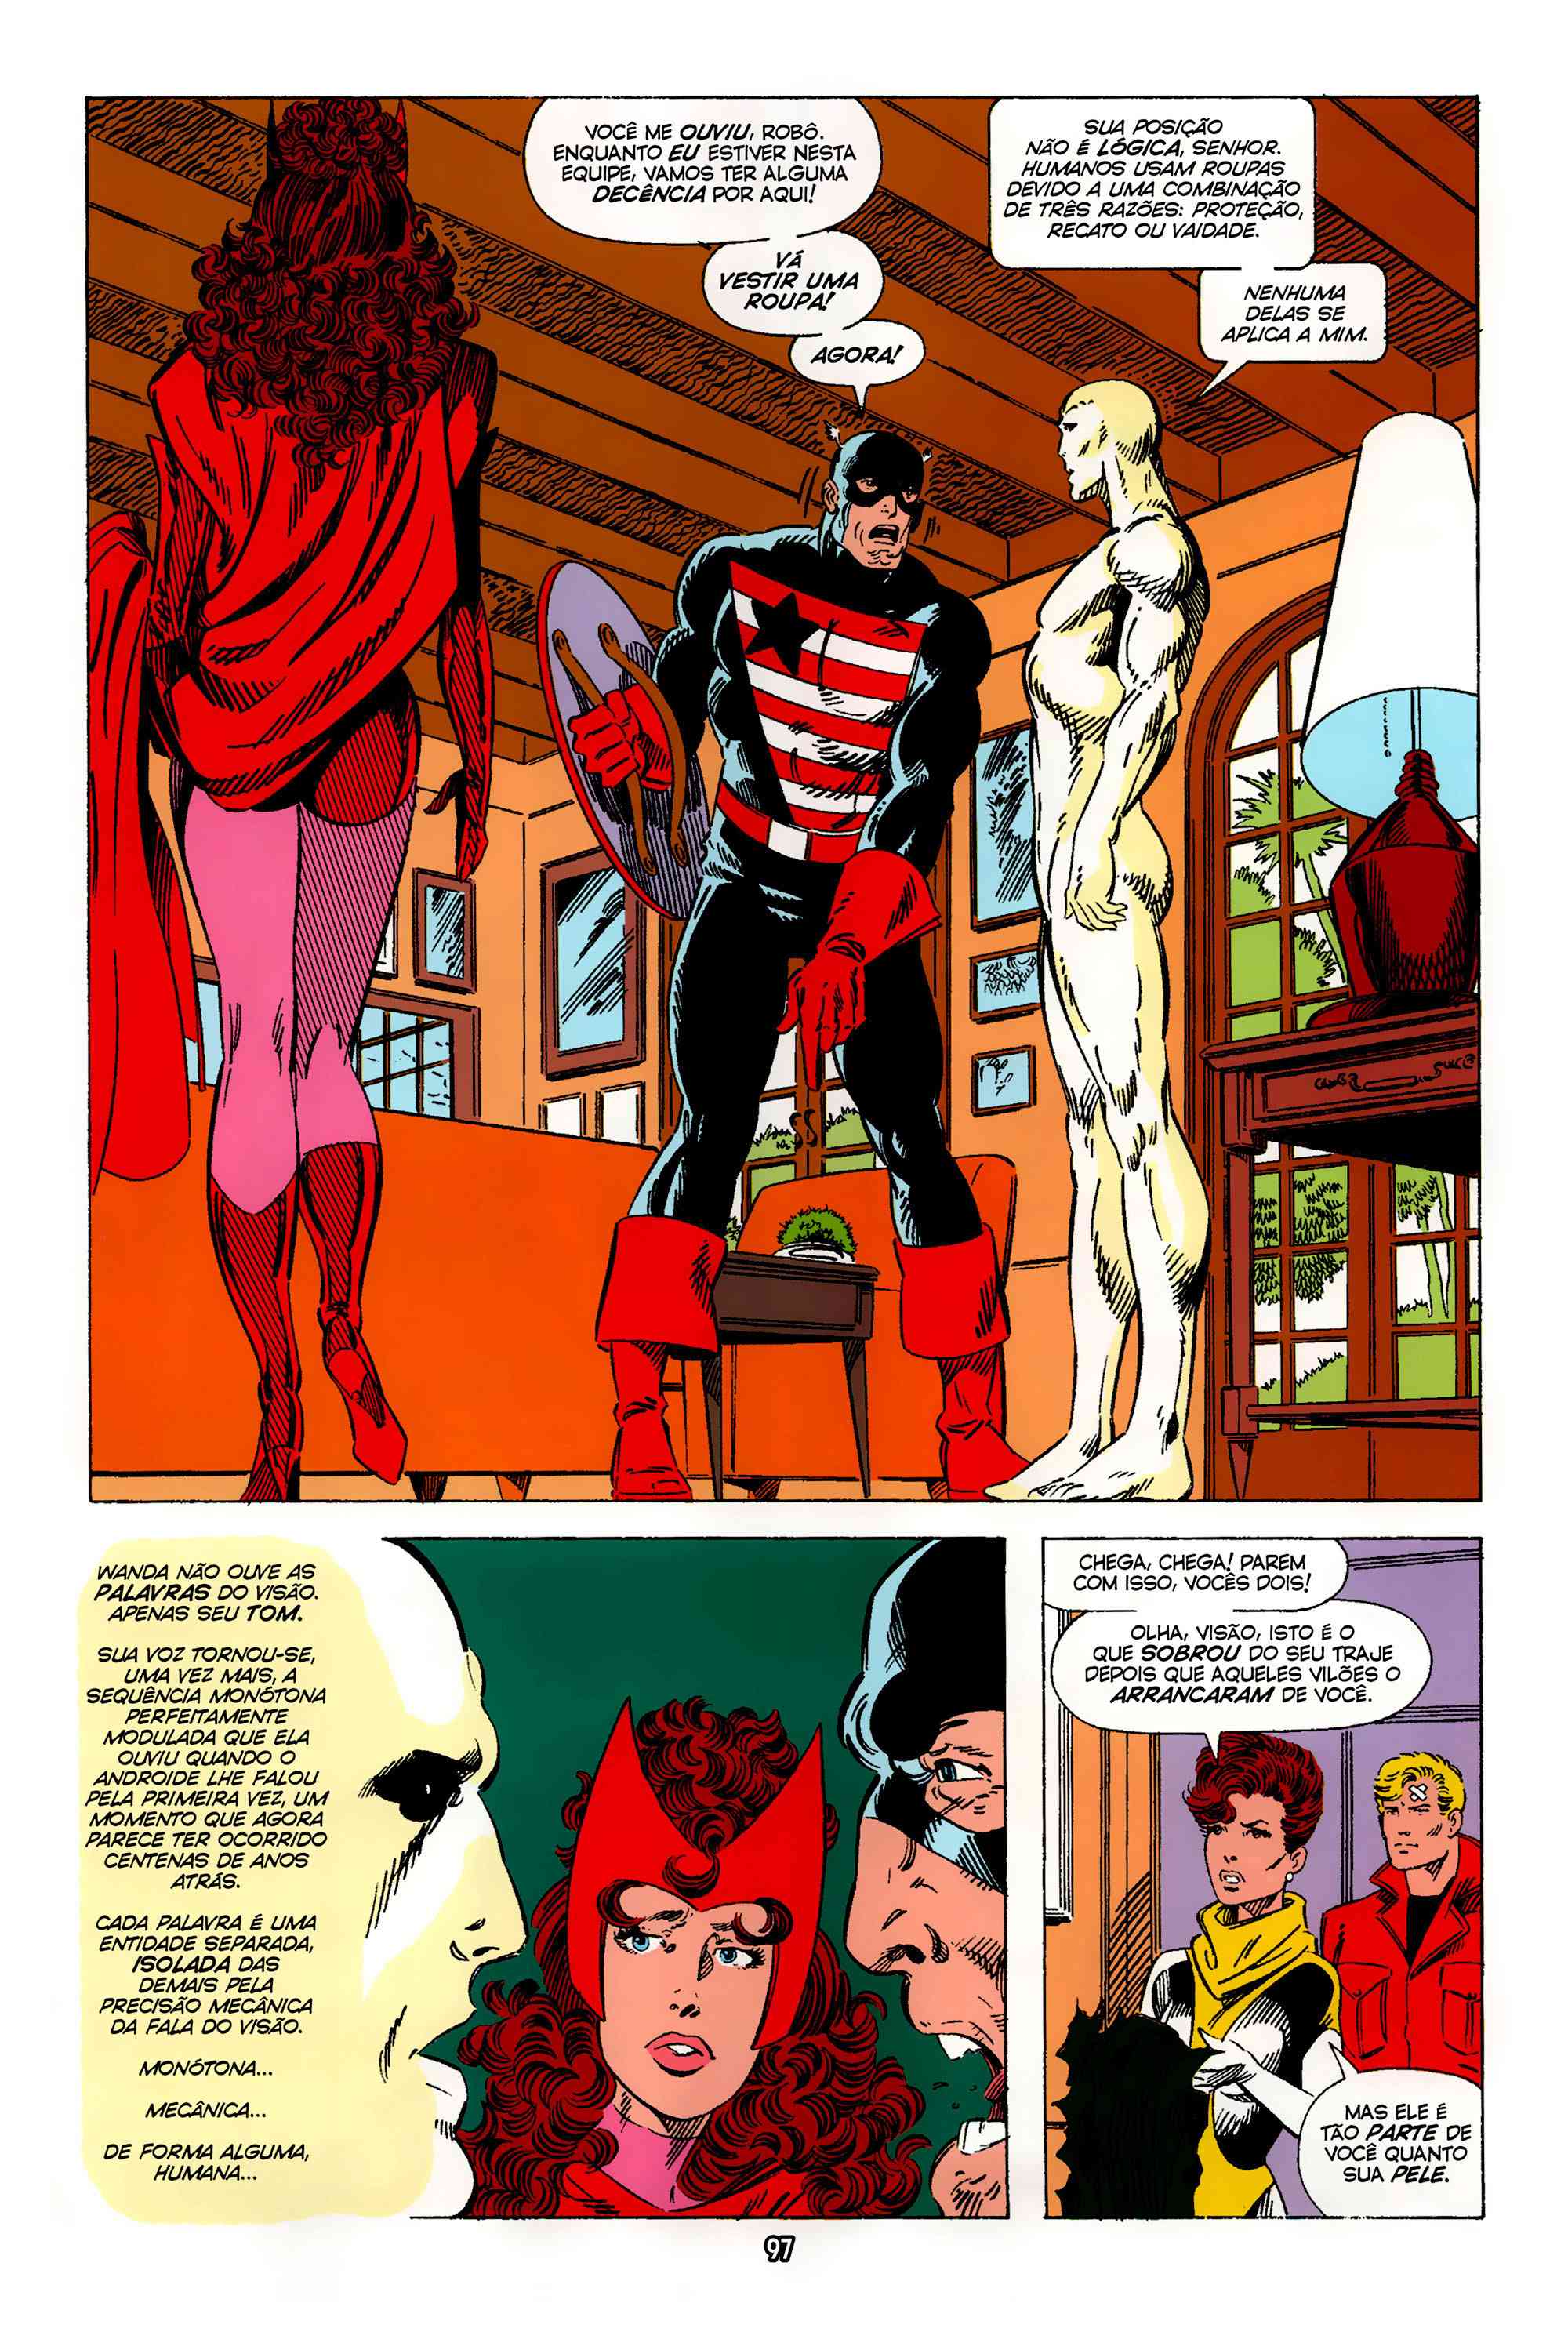 VOCÊ ME OUVIU, ROBÔ.
ENQUANTO EU ESTIVER NESTA
EQUIPE, VAMOS TER ALGUMA
DECÊNCIA POR AQUI!
VÁ
VESTIR UMA
ROUPA!
AGORA!
SUA POSIÇÃO
NÃO É LÓGICA, SENHOR.
HUMANOS USAM ROUPAS
DEVIDO A UMA COMBINAÇÃO
DE TRÊS RAZÕES: PROTEÇÃO,
RECATO OU VAIDADE.
NENHUMA
DELAS SE
APLICA A MIM.
WANDA NÃO OUVE AS
PALAVRAS DO VISÃO.
APENAS SEU TOM.
SUA VOZ TORNOU-SE,
UMA VEZ MAIS, A
SEQUÊNCIA MONÓTONA
PERFEITAMENTE
MODULADA QUE ELA
OUVIU QUANDO O
ANDROIDE LHE FALOU
PELA PRIMEIRA VEZ, UM
MOMENTO QUE AGORA
PARECE TER OCORRIDO
CENTENAS DE ANOS
ATRÁS.
CADA PALAVRA É UMA
ENTIDADE SEPARADA,
ISOLADA DAS
DEMAIS PELA
PRECISÃO MECÂNICA
DA FALA DO VISÃO.
MONÓTONA...
MECÂNICA...
DE FORMA ALGUMA,
HUMANA...
CHEGA, CHEGA! PAREM
COM ISSO, VOCÊS DOIS!
OLHA, VISÃO, ISTO É O
QUE SOBROU DO SEU TRAJE
DEPOIS QUE AQUELES VILÕES O
ARRANCARAM DE VOCÊ.
MAS ELE É
TÃO PARTE DE
VOCÊ QUANTO
SUA PELE.
97